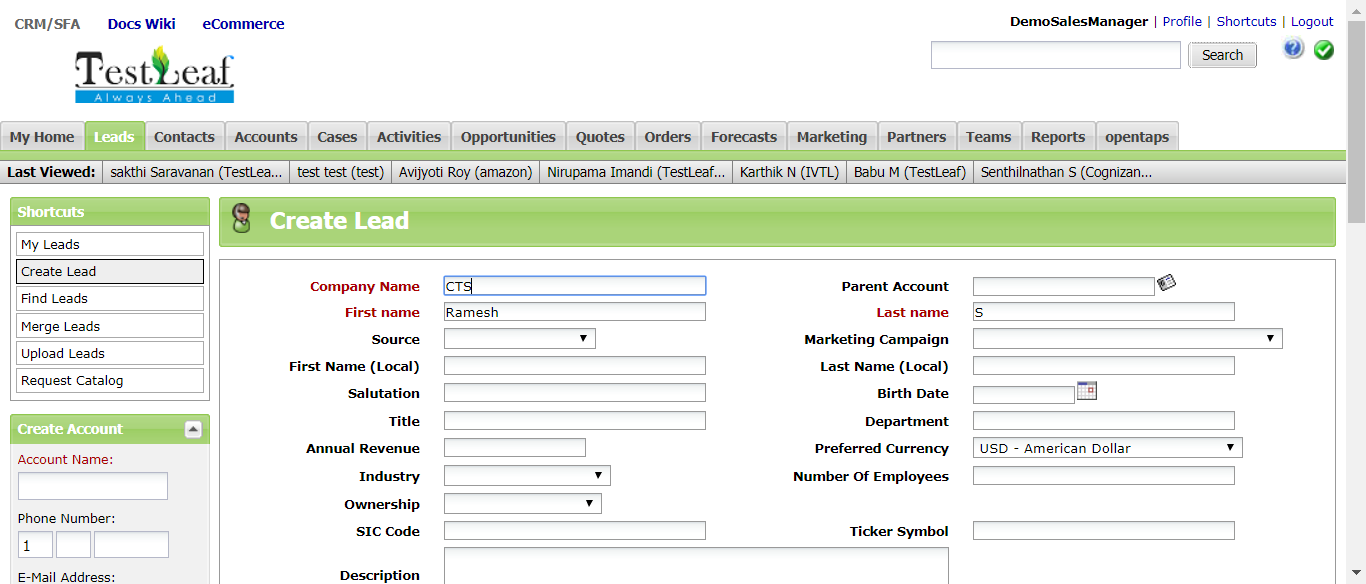 CRM/SFA Docs Wiki eCommerce
DemoSalesManager | Profile | Shortcuts | Logout
TestLeaf
Always Ahead
Search
?
My Home Leads Contacts Accounts Cases Activities Opportunities Quotes Orders Forecasts Marketing Partners Teams Reports opentaps
Last Viewed: sakthi Saravanan (TestLea... test test (test) Avijyoti Roy (amazon) Nirupama Imandi (TestLeaf... Karthik N (IVTL) Babu M (TestLeaf) Senthilnathan S (Cognizan...
Shortcuts
My Leads
Create Lead
Find Leads
Merge Leads
Upload Leads
Request Catalog
Create Account
Account Name:
Phone Number:
1
E-Mail Address:
Create Lead
Company Name CTS Parent Account
First name Ramesh Last name S
Source Marketing Campaign
First Name (Local) Last Name (Local)
Salutation Birth Date
Title Department
Annual Revenue Preferred Currency USD - American Dollar
Industry Number Of Employees
Ownership
SIC Code Ticker Symbol
Description